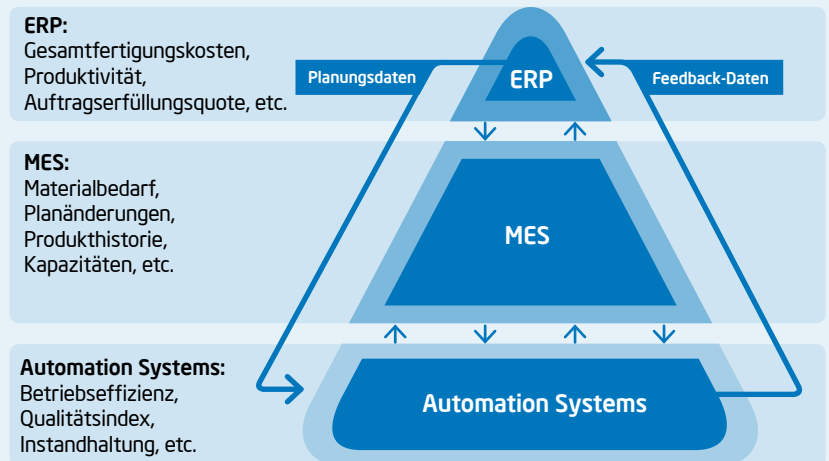 ERP:
Gesamtfertigungskosten,
Produktivität,
Auftragserfüllungsquote, etc.
Planungsdaten
ERP
Feedback-Daten
MES:
Materialbedarf,
Planänderungen,
Produkthistorie,
Kapazitäten, etc.
MES
Automation Systems:
Betriebseffizienz,
Qualitätsindex,
Instandhaltung, etc.
Automation Systems